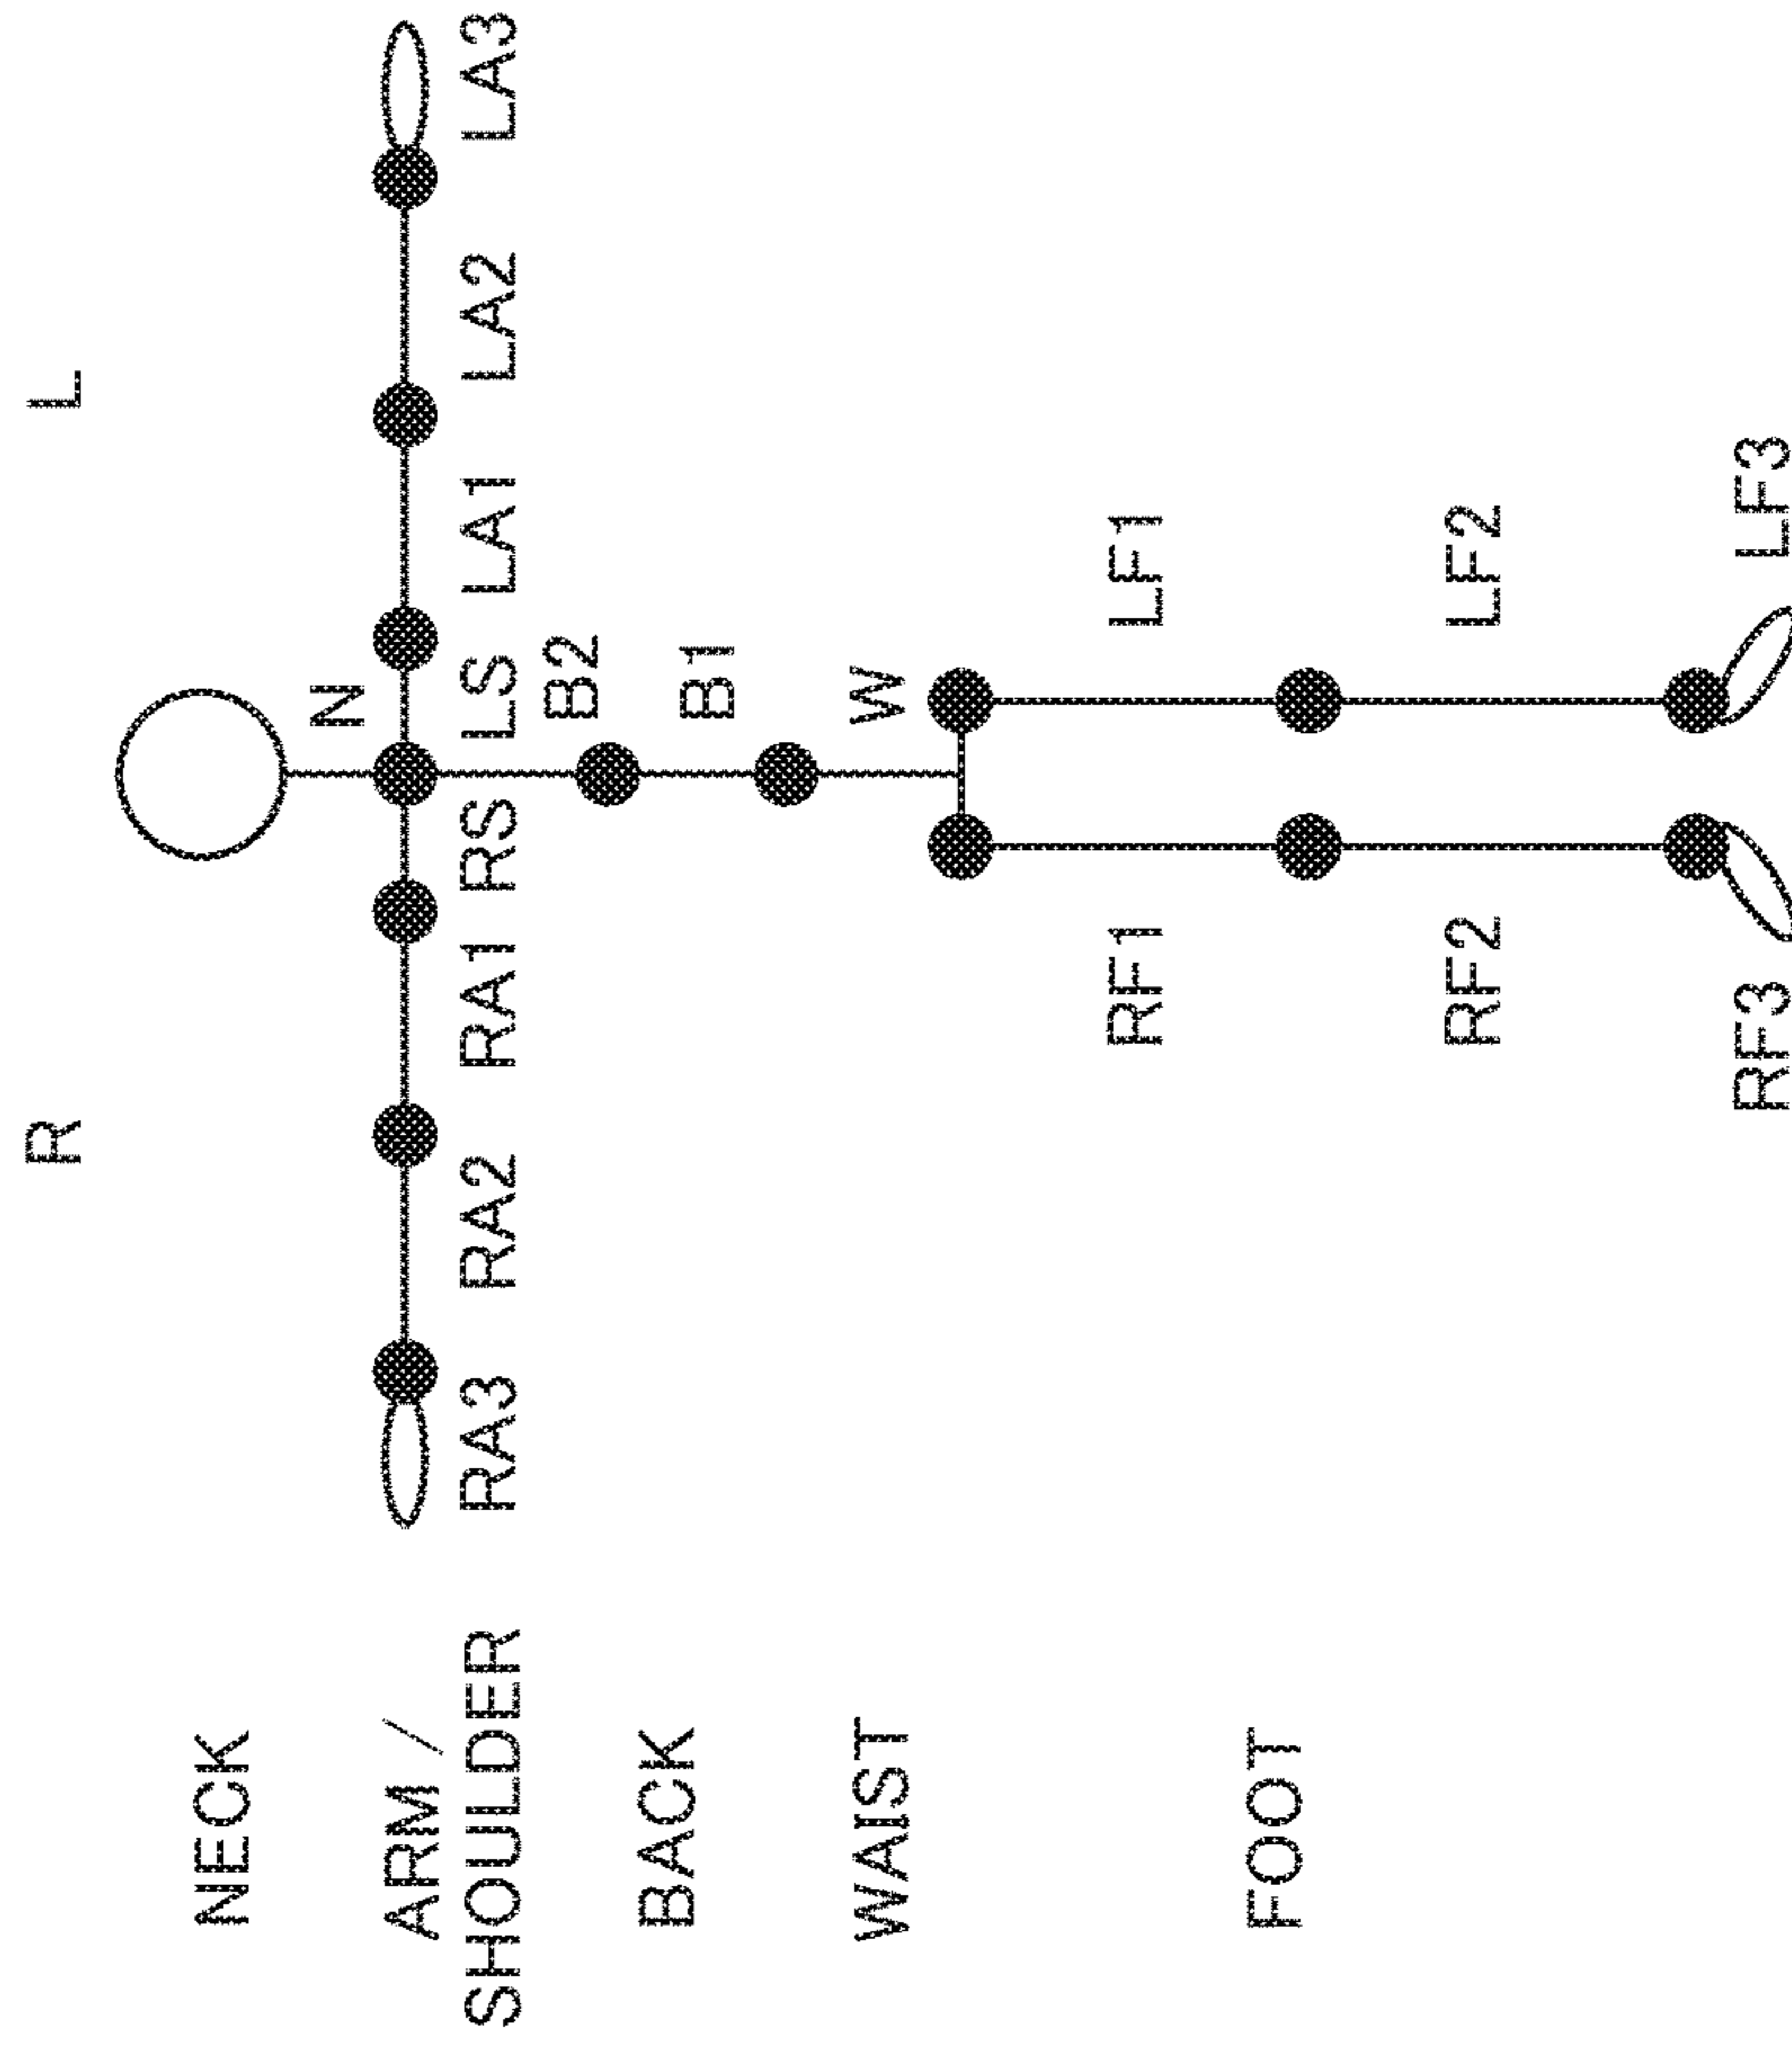 R L
NECK
N
ARM /
SHOULDER
RA3 RA2 RA1 RS LS LA1 LA2 LA3
B2
BACK
B1
WAIST
W
RF1 LF1
FOOT
RF2 LF2
RF3 LF3